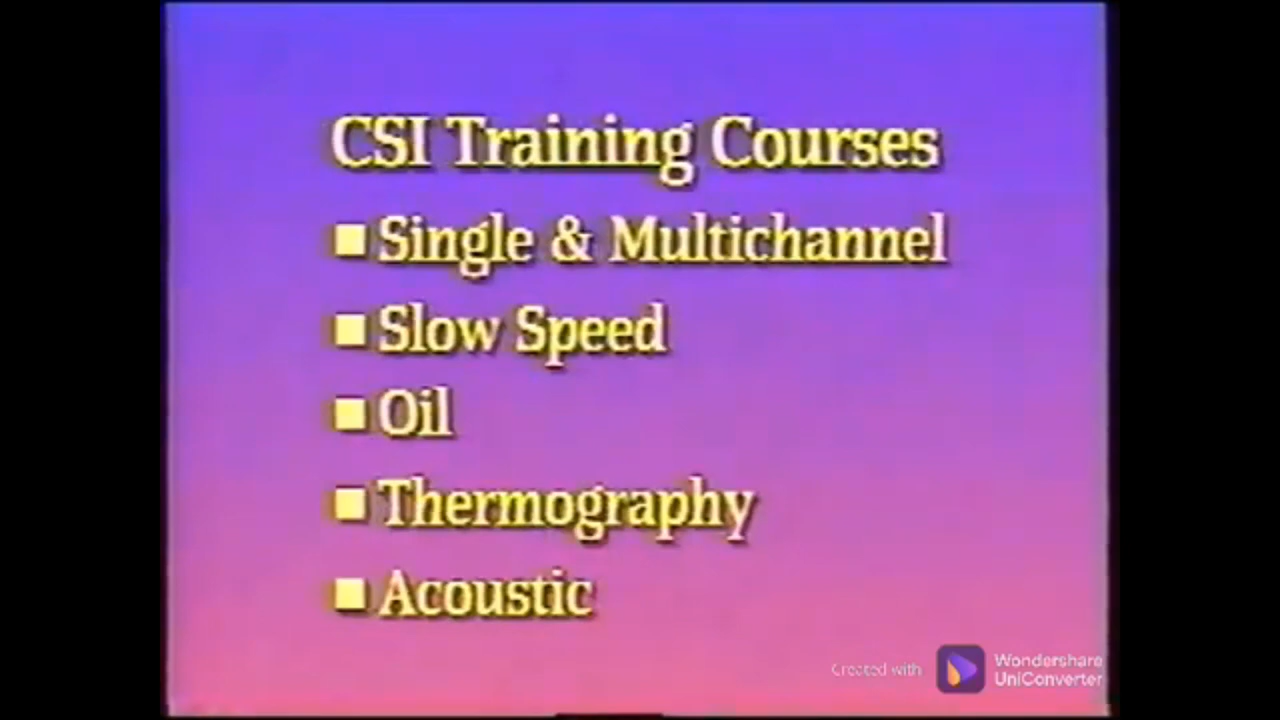 CSI Training Courses
Single & Multichannel
Slow Speed
Oil
Thermography
Acoustic
Created with
Wondershare
UniConverter